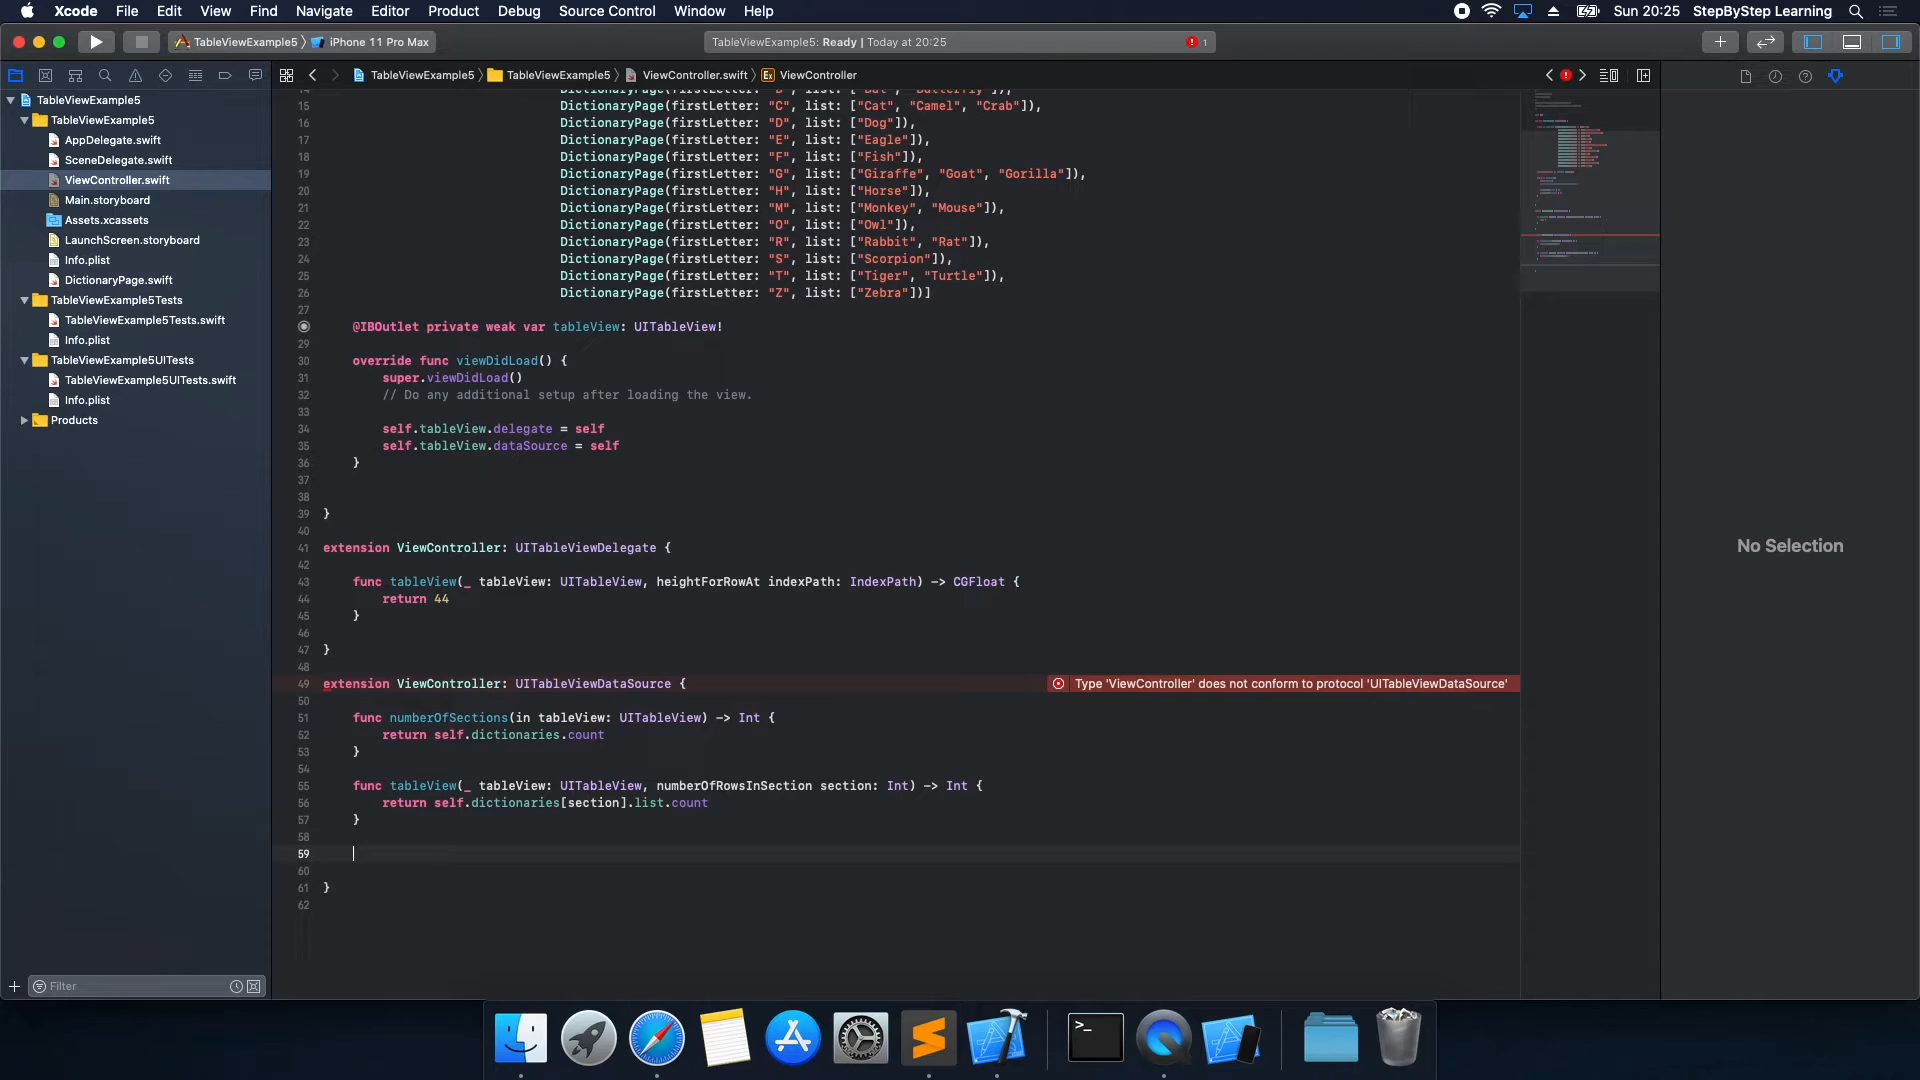 Xcode File Edit View Find Navigate Editor Product Debug Source Control Window Help Sun 20:25 StepByStep Learning
TableViewExample5 iPhone 11 Pro Max TableViewExample5: Ready | Today at 20:25 1
TableViewExample5 TableViewExample5 ViewController.swift Ex ViewController
TableViewExample5
TableViewExample5
AppDelegate.swift
SceneDelegate.swift
ViewController.swift
Main.storyboard
Assets.xcassets
LaunchScreen.storyboard
Info.plist
DictionaryPage.swift
TableViewExample5Tests
TableViewExample5Tests.swift
Info.plist
TableViewExample5UITests
TableViewExample5UITests.swift
Info.plist
Products
Filter
15 DictionaryPage(firstLetter: "C", list: ["Cat", "Camel", "Crab"]),
16 DictionaryPage(firstLetter: "D", list: ["Dog"]),
17 DictionaryPage(firstLetter: "E", list: ["Eagle"]),
18 DictionaryPage(firstLetter: "F", list: ["Fish"]),
19 DictionaryPage(firstLetter: "G", list: ["Giraffe", "Goat", "Gorilla"]),
20 DictionaryPage(firstLetter: "H", list: ["Horse"]),
21 DictionaryPage(firstLetter: "M", list: ["Monkey", "Mouse"]),
22 DictionaryPage(firstLetter: "O", list: ["Owl"]),
23 DictionaryPage(firstLetter: "R", list: ["Rabbit", "Rat"]),
24 DictionaryPage(firstLetter: "S", list: ["Scorpion"]),
25 DictionaryPage(firstLetter: "T", list: ["Tiger", "Turtle"]),
26 DictionaryPage(firstLetter: "Z", list: ["Zebra"])]
27
@IBOutlet private weak var tableView: UITableView!
29
30 override func viewDidLoad() {
31 super.viewDidLoad()
32 // Do any additional setup after loading the view.
33
34 self.tableView.delegate = self
35 self.tableView.dataSource = self
36 }
37
38
39 }
40
41 extension ViewController: UITableViewDelegate {
42
43 func tableView(_ tableView: UITableView, heightForRowAt indexPath: IndexPath) -> CGFloat {
44 return 44
45 }
46
47 }
48
49 extension ViewController: UITableViewDataSource { Type 'ViewController' does not conform to protocol 'UITableViewDataSource'
50
51 func numberOfSections(in tableView: UITableView) -> Int {
52 return self.dictionaries.count
53 }
54
55 func tableView(_ tableView: UITableView, numberOfRowsInSection section: Int) -> Int {
56 return self.dictionaries[section].list.count
57 }
58
59
60
61 }
62
No Selection